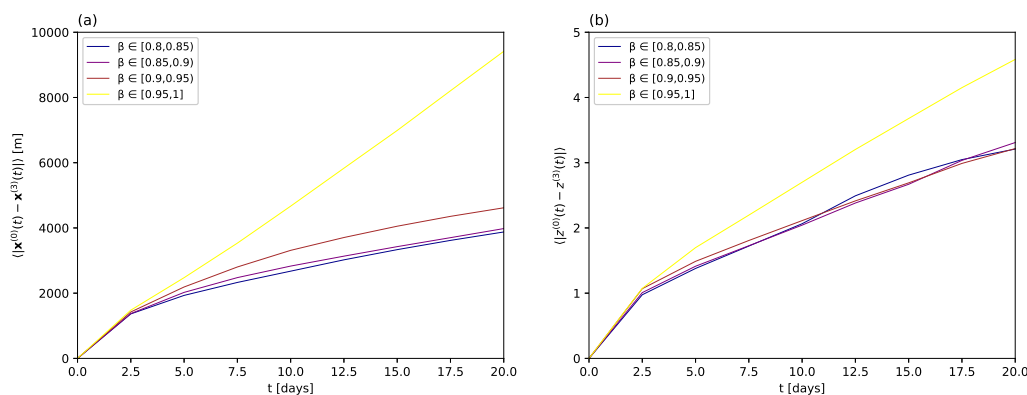 (a)
10000
8000
6000
4000
2000
0
⟨|𝐱⁽⁰⁾(t) − 𝐱⁽³⁾(t)|⟩ [m]
β ∈ [0.8,0.85)
β ∈ [0.85,0.9)
β ∈ [0.9,0.95)
β ∈ [0.95,1]
0.0 2.5 5.0 7.5 10.0 12.5 15.0 17.5 20.0
t [days]
(b)
5
4
3
2
1
0
⟨|z⁽⁰⁾(t) − z⁽³⁾(t)|⟩
β ∈ [0.8,0.85)
β ∈ [0.85,0.9)
β ∈ [0.9,0.95)
β ∈ [0.95,1]
0.0 2.5 5.0 7.5 10.0 12.5 15.0 17.5 20.0
t [days]